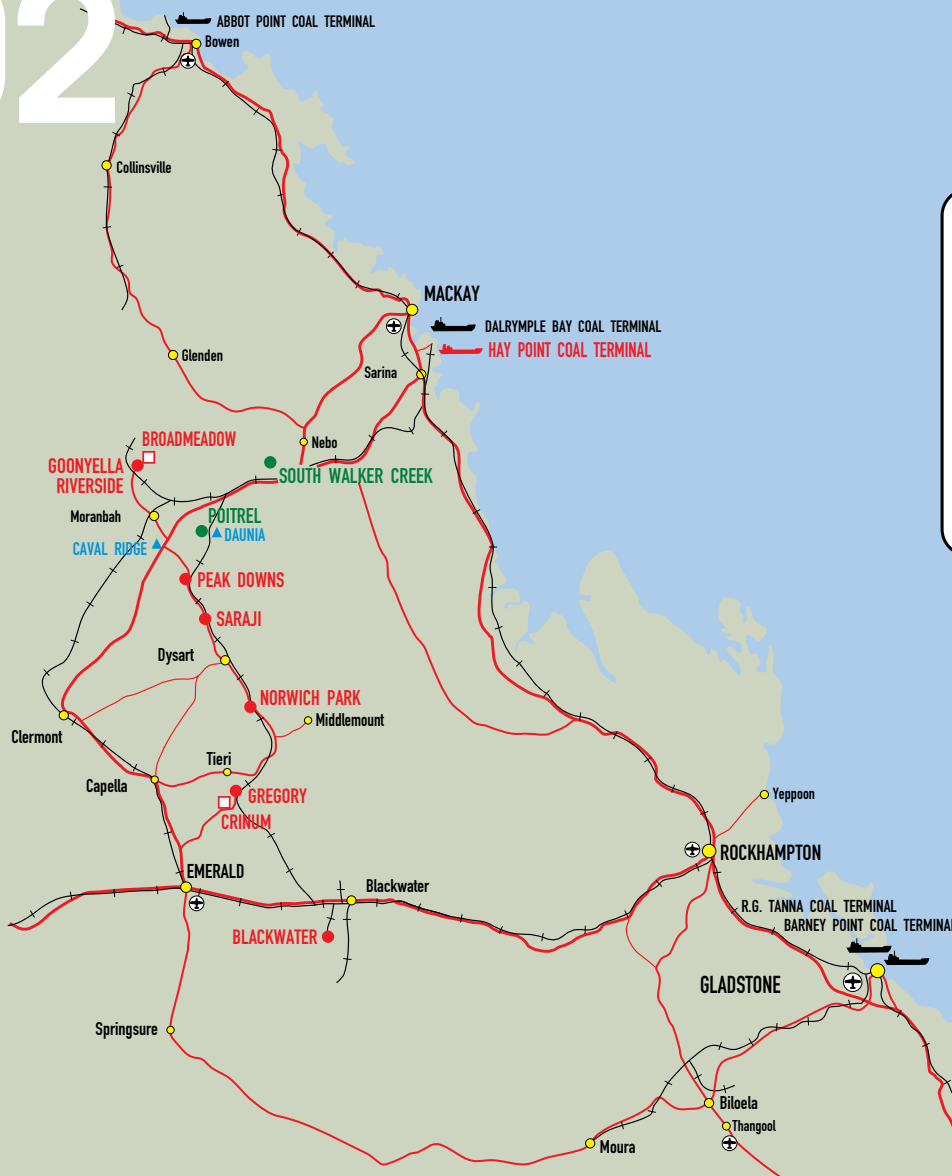 02
ABBOT POINT COAL TERMINAL
Bowen
Collinsville
MACKAY
DALRYMPLE BAY COAL TERMINAL
HAY POINT COAL TERMINAL
Glenden
Sarina
Nebo
BROADMEADOW
GOONYELLA
RIVERSIDE
SOUTH WALKER CREEK
Moranbah
POITREL
DAUNIA
CAVAL RIDGE
PEAK DOWNS
SARAJI
Dysart
NORWICH PARK
Middlemount
Clermont
Tieri
Capella
GREGORY
CRINUM
Yeppoon
ROCKHAMPTON
EMERALD
Blackwater
R.G. TANNA COAL TERMINAL
BARNEY POINT COAL TERMINAL
BLACKWATER
GLADSTONE
Springsure
Biloela
Thangool
Moura